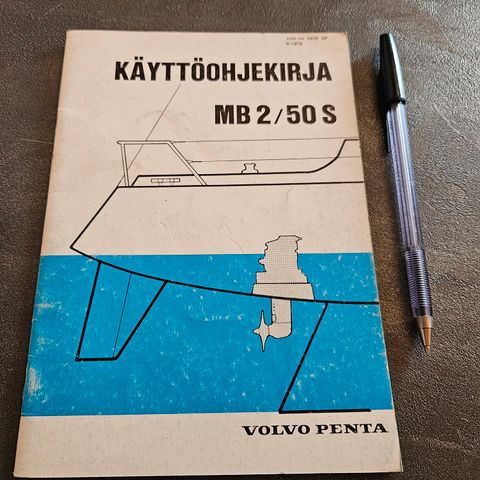 KÄYTTÖOHJEKIRJA
MB 2/50 S
VOLVO PENTA